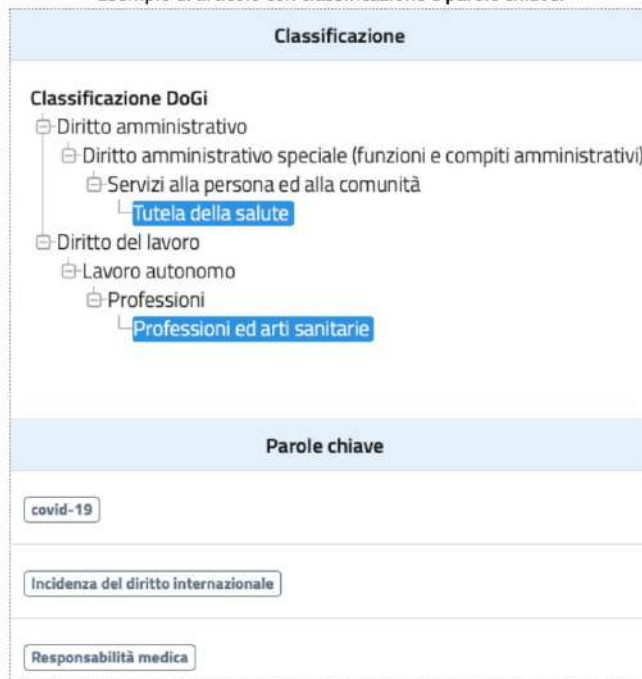 Classificazione
Classificazione DoGi
Diritto amministrativo
Diritto amministrativo speciale (funzioni e compiti amministrativi)
Servizi alla persona ed alla comunità
Tutela della salute
Diritto del lavoro
Lavoro autonomo
Professioni
Professioni ed arti sanitarie
Parole chiave
covid-19
Incidenza del diritto internazionale
Responsabilità medica